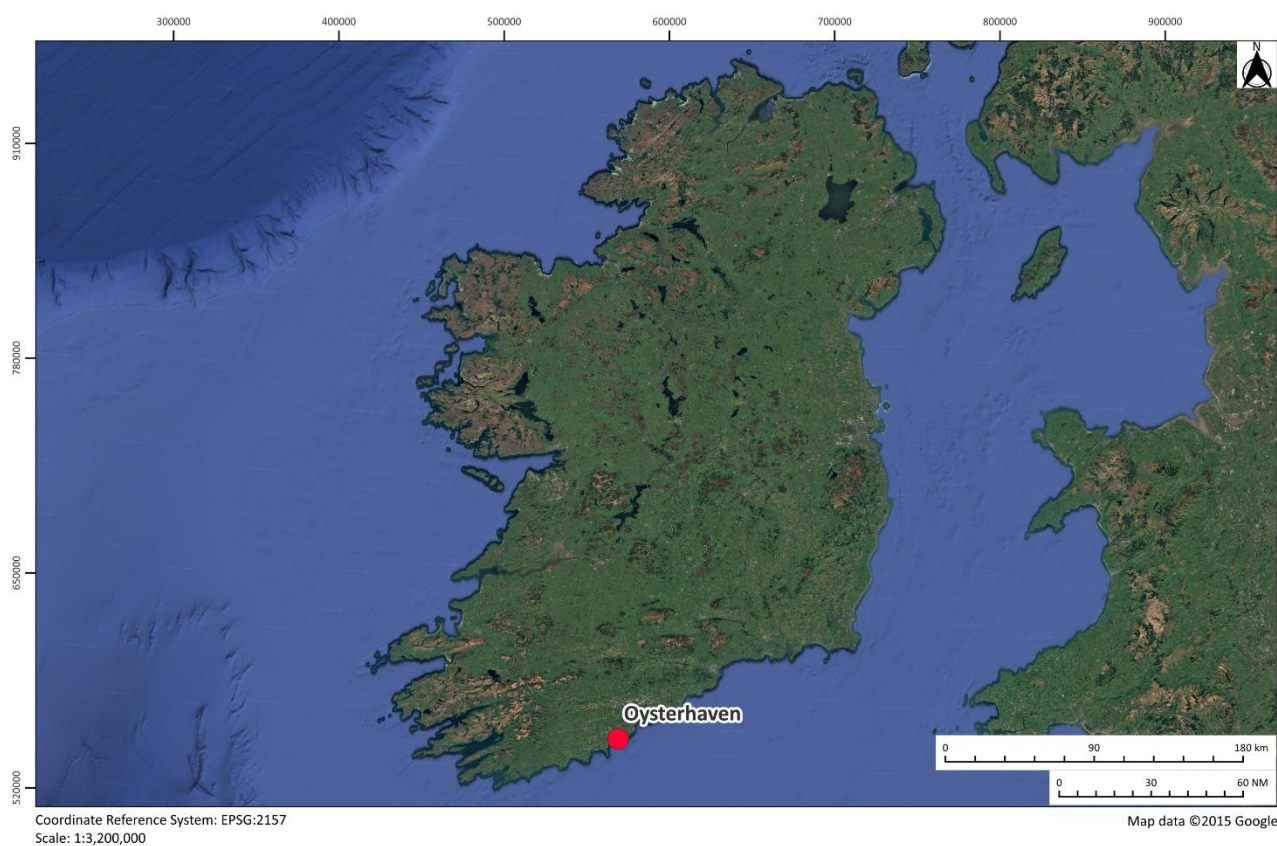 300000 400000 500000 600000 700000 800000 900000
N
910000
780000
650000
520000
Oysterhaven
0 90 180 km
0 30 60 NM
Coordinate Reference System: EPSG:2157
Map data ©2015 Google
Scale: 1:3,200,000